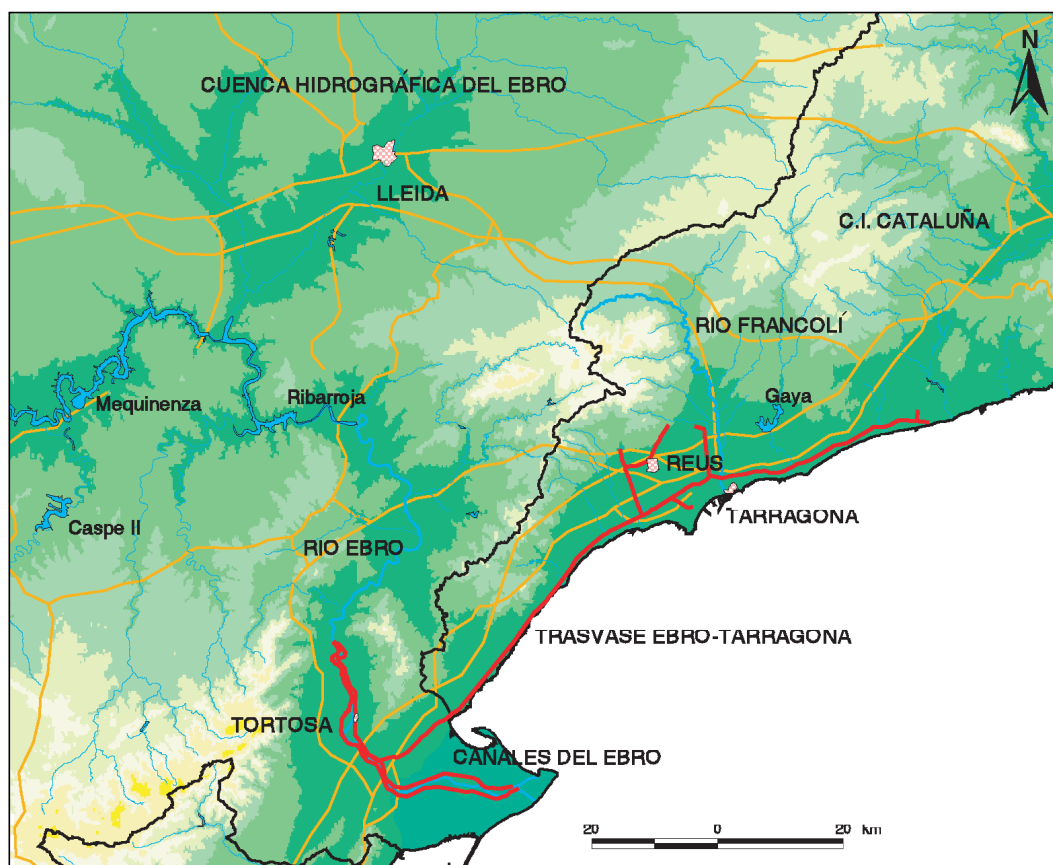 N
CUENCA HIDROGRÁFICA DEL EBRO
LLEIDA
C.I. CATALUÑA
RIO FRANCOLÍ
Mequinenza
Ribarroja
Gaya
REUS
Caspe II
TARRAGONA
RIO EBRO
TRASVASE EBRO-TARRAGONA
TORTOSA
CAÑALES DEL EBRO
20 0 20 km